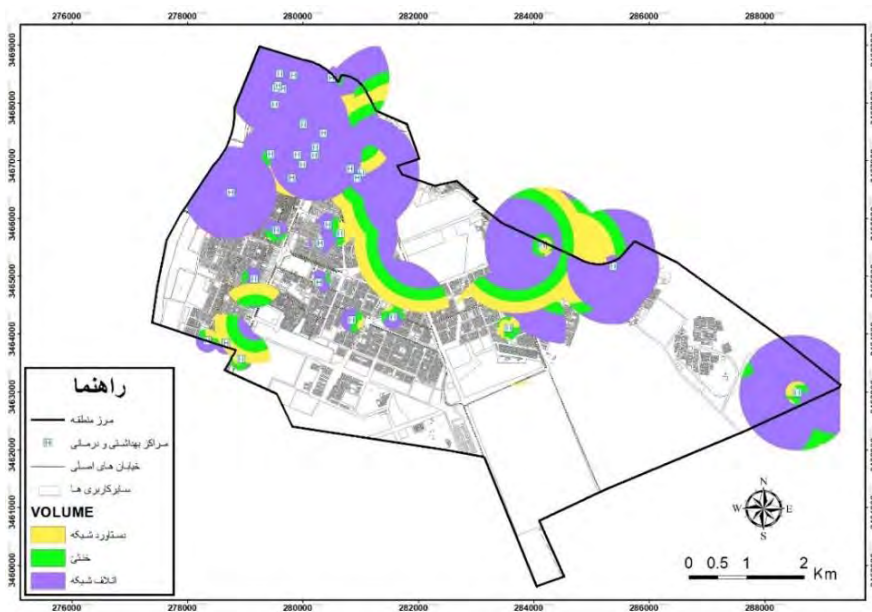 276000 278000 280000 282000 284000 286000 288000
3469000
3468000
3467000
3466000
3465000
3464000
3463000
3462000
3461000
3460000
راهنما
مرز منطقه
مراکز بهداشتی و درمانی
خیابان های اصلی
سایرکاربری ها
VOLUME
دستاورد شبکه
خنثی
اتلاف شبکه
N
W E
S
0 0.5 1 2
Km
276000 278000 280000 282000 284000 286000 288000